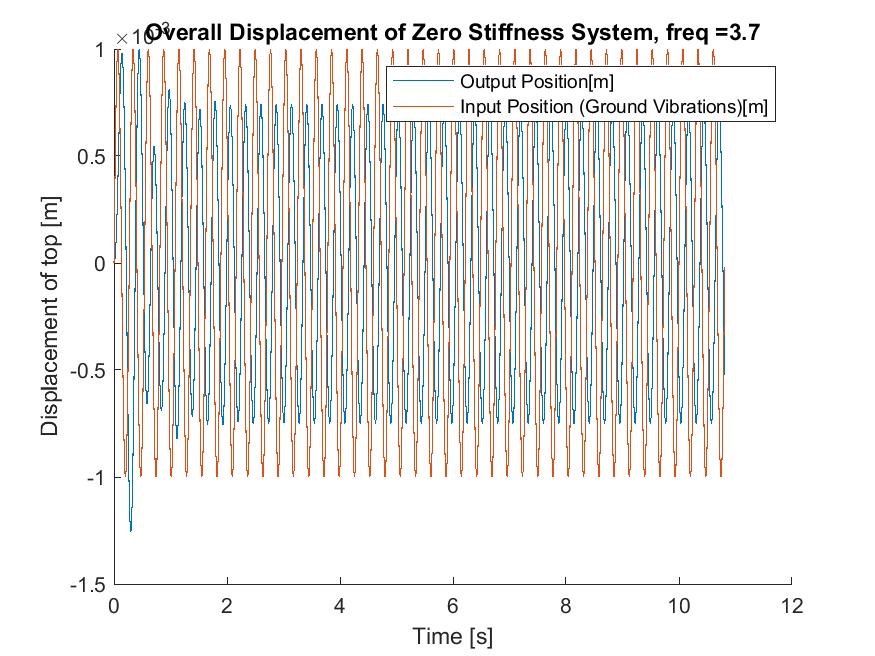 ×10-3
Overall Displacement of Zero Stiffness System, freq =3.7
1
0.5
0
-0.5
-1
-1.5
Displacement of top [m]
Output Position[m]
Input Position (Ground Vibrations)[m]
0 2 4 6 8 10 12
Time [s]